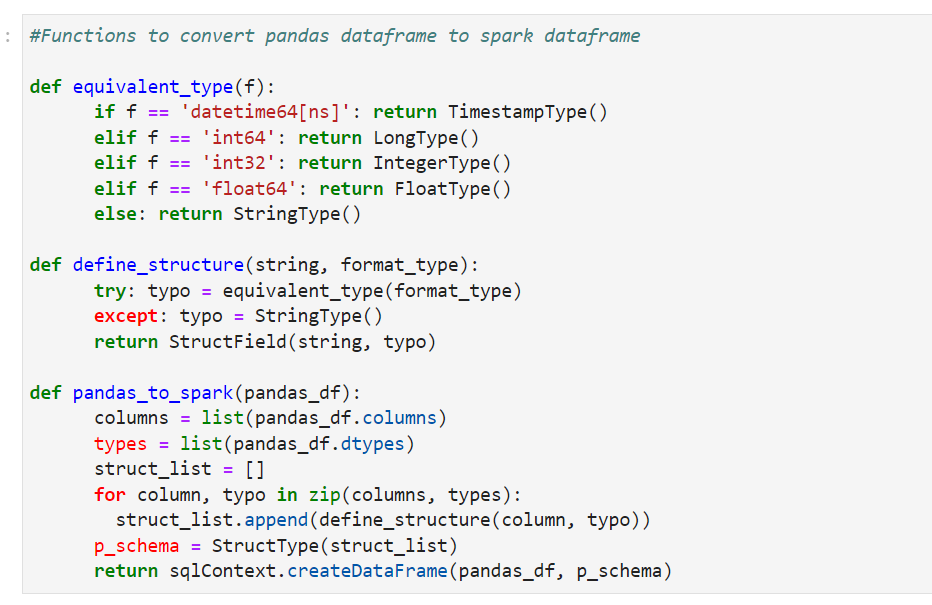 : #Functions to convert pandas dataframe to spark dataframe
def equivalent_type(f):
if f == 'datetime64[ns]': return TimestampType()
elif f == 'int64': return LongType()
elif f == 'int32': return IntegerType()
elif f == 'float64': return FloatType()
else: return StringType()
def define_structure(string, format_type):
try: typo = equivalent_type(format_type)
except: typo = StringType()
return StructField(string, typo)
def pandas_to_spark(pandas_df):
columns = list(pandas_df.columns)
types = list(pandas_df.dtypes)
struct_list = []
for column, typo in zip(columns, types):
struct_list.append(define_structure(column, typo))
p_schema = StructType(struct_list)
return sqlContext.createDataFrame(pandas_df, p_schema)